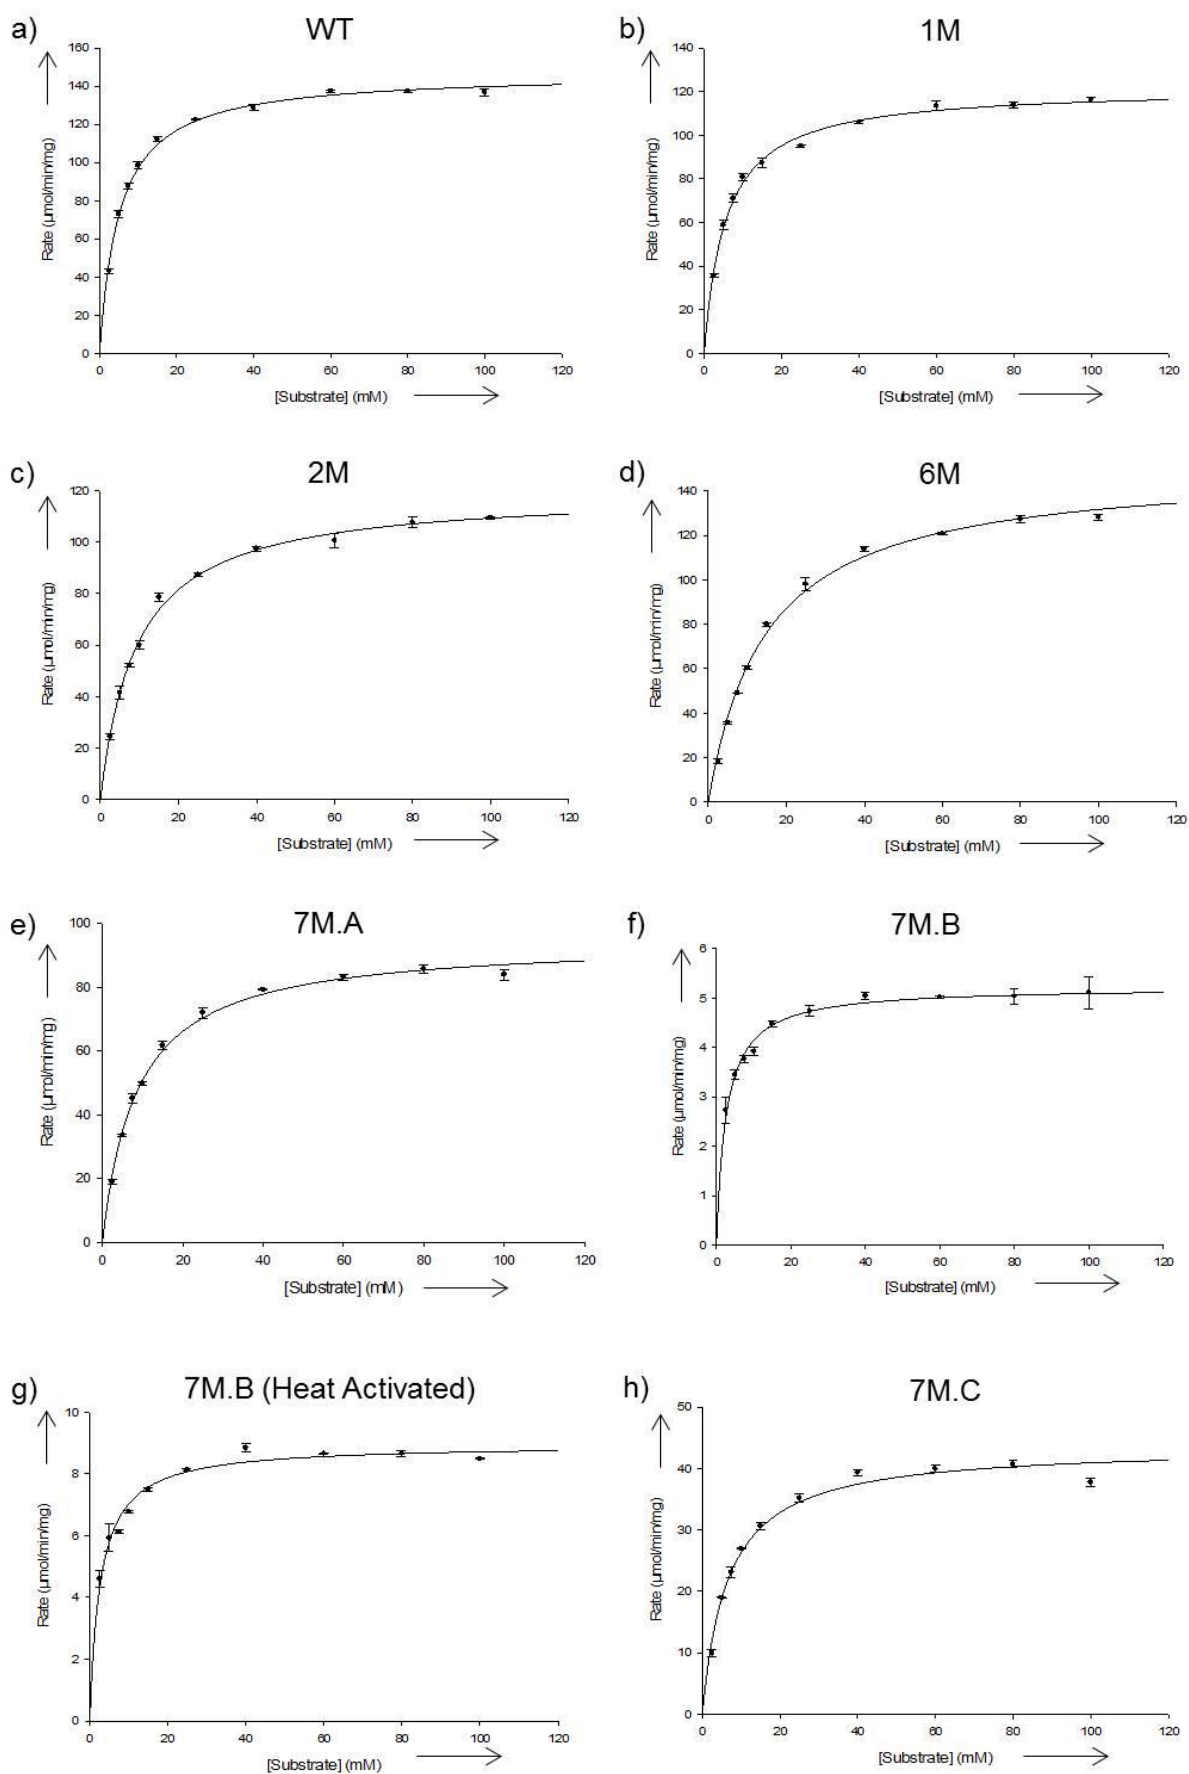 a) WT
Rate (µmol/min/mg)
160
140
120
100
80
60
40
20
0
0 20 40 60 80 100 120
[Substrate] (mM)
b) 1M
Rate (µmol/min/mg)
140
120
100
80
60
40
20
0
0 20 40 60 80 100 120
[Substrate] (mM)
c) 2M
Rate (µmol/min/mg)
120
100
80
60
40
20
0
0 20 40 60 80 100 120
[Substrate] (mM)
d) 6M
Rate (µmol/min/mg)
140
120
100
80
60
40
20
0
0 20 40 60 80 100 120
[Substrate] (mM)
e) 7M.A
Rate (µmol/min/mg)
100
80
60
40
20
0
0 20 40 60 80 100 120
[Substrate] (mM)
f) 7M.B
Rate (µmol/min/mg)
6
5
4
3
2
1
0
0 20 40 60 80 100 120
[Substrate] (mM)
g) 7M.B (Heat Activated)
Rate (µmol/min/mg)
10
8
6
4
2
0
0 20 40 60 80 100 120
[Substrate] (mM)
h) 7M.C
Rate (µmol/min/mg)
50
40
30
20
10
0
0 20 40 60 80 100 120
[Substrate] (mM)